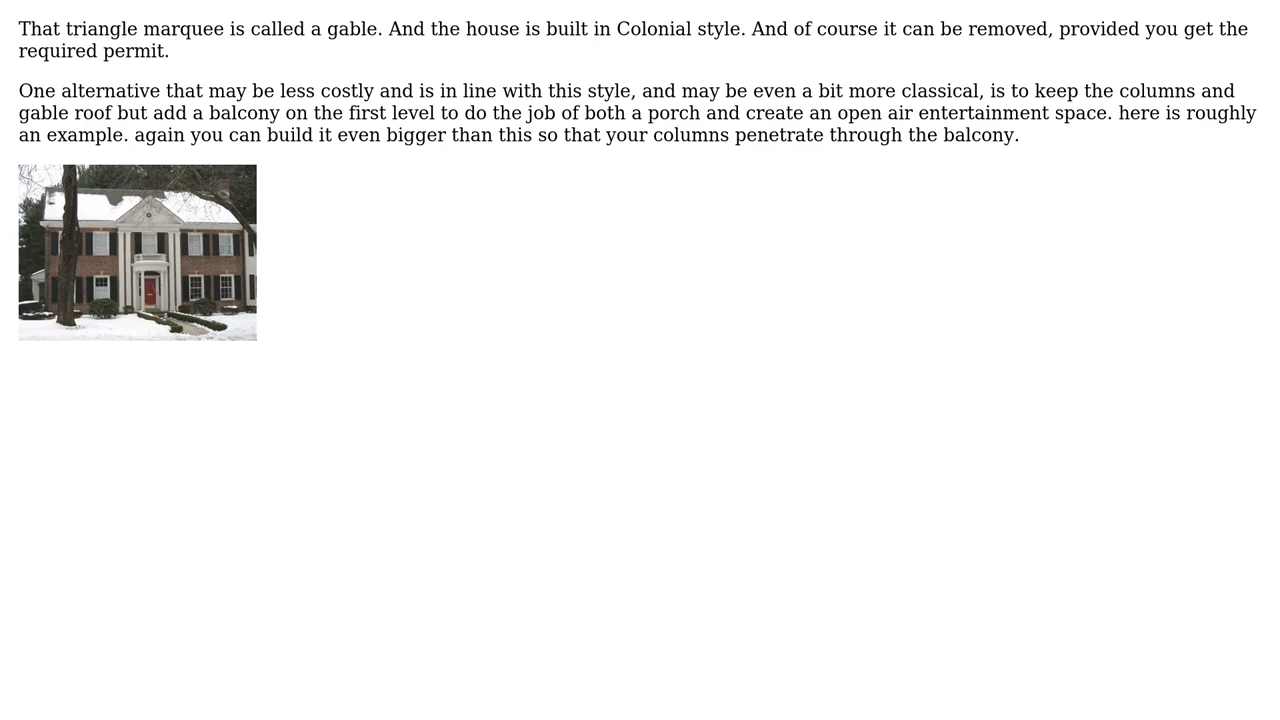 That triangle marquee is called a gable. And the house is built in Colonial style. And of course it can be removed, provided you get the
required permit.
One alternative that may be less costly and is in line with this style, and may be even a bit more classical, is to keep the columns and
gable roof but add a balcony on the first level to do the job of both a porch and create an open air entertainment space. here is roughly
an example. again you can build it even bigger than this so that your columns penetrate through the balcony.